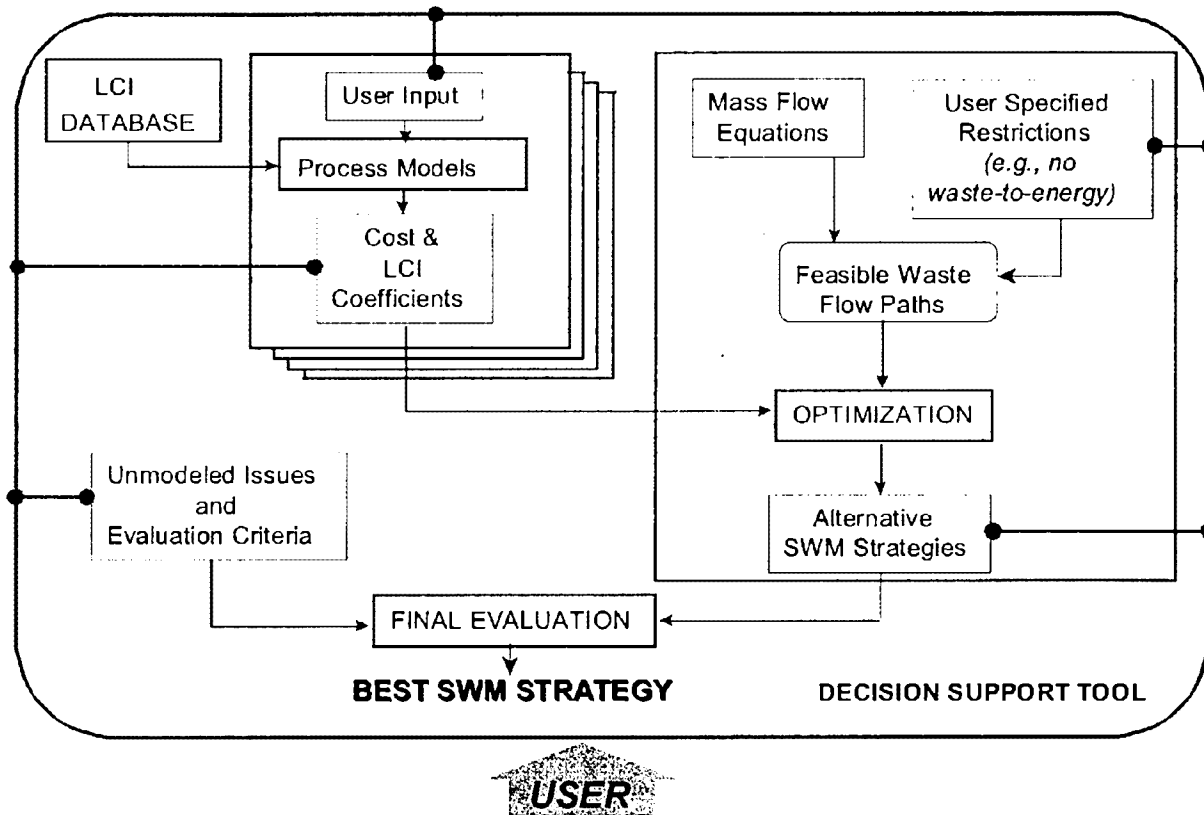 LCI
DATABASE
User Input
Process Models
Cost &
LCI
Coefficients
Mass Flow
Equations
User Specified
Restrictions
(e.g., no
waste-to-energy)
Feasible Waste
Flow Paths
OPTIMIZATION
Alternative
SWM Strategies
Unmodeled Issues
and
Evaluation Criteria
FINAL EVALUATION
BEST SWM STRATEGY
DECISION SUPPORT TOOL
USER